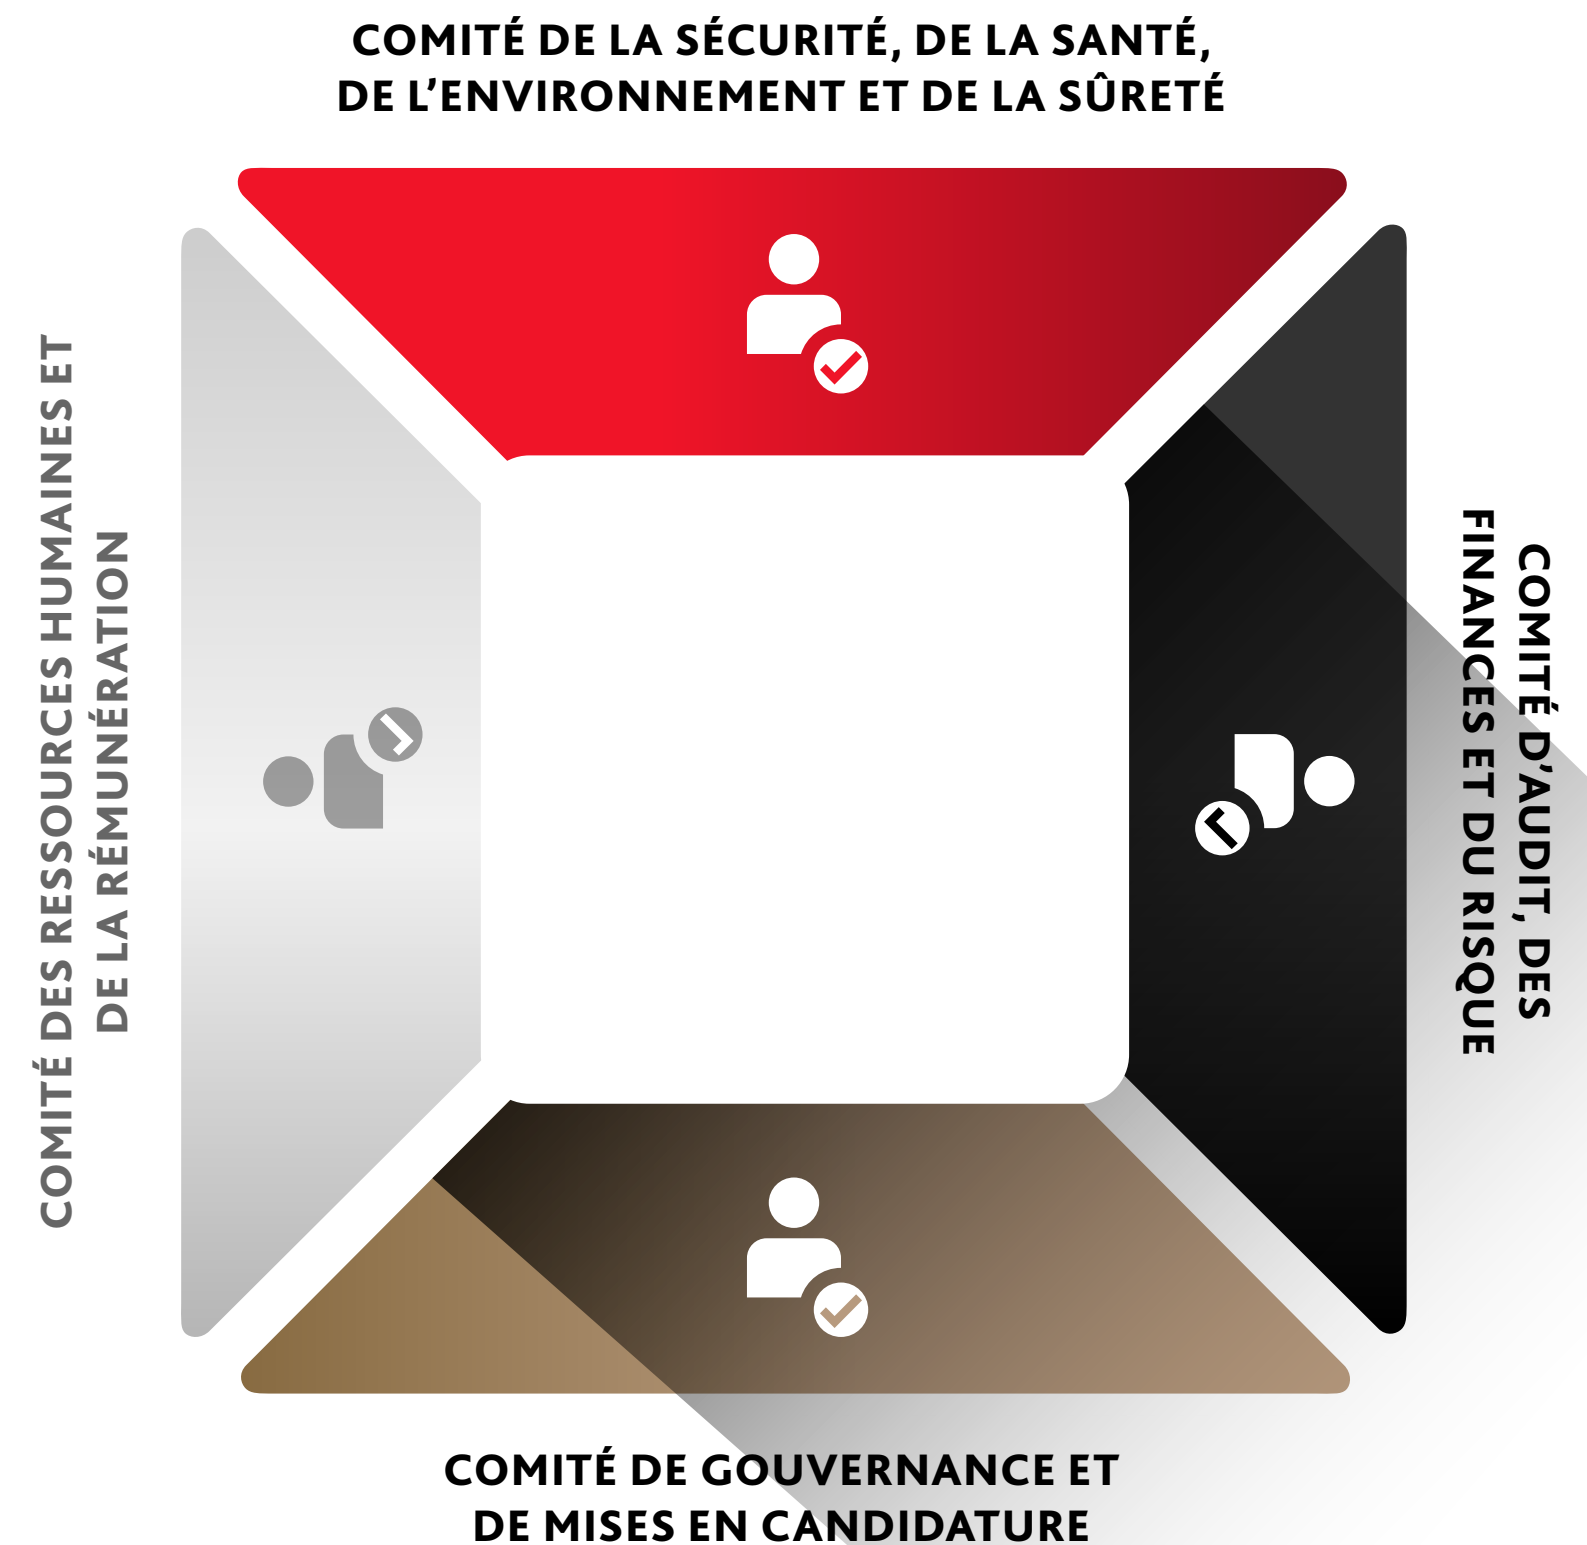 COMITÉ DE LA SÉCURITÉ, DE LA SANTÉ,
DE L’ENVIRONNEMENT ET DE LA SÛRETÉ
COMITÉ DES RESSOURCES HUMAINES ET
DE LA RÉMUNÉRATION
COMITÉ D’AUDIT, DES
FINANCES ET DU RISQUE
COMITÉ DE GOUVERNANCE ET
DE MISES EN CANDIDATURE